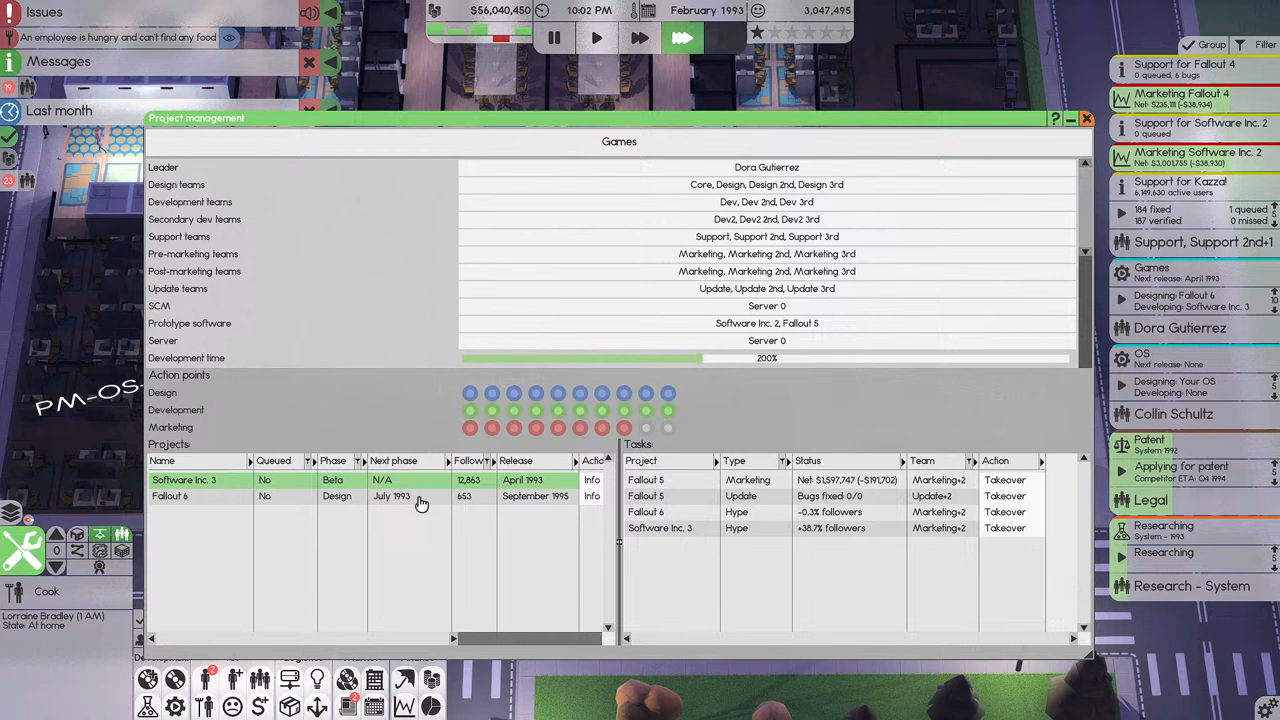 Issues
An employee is hungry and can't find any food
Messages
19
Last month
23
$56,040,450
10:02 PM
February 1993
3,047,495
Group
Filter
Support for Fallout 4
0 queued, 6 bugs
Marketing Fallout 4
Net: $235,111 (-$38,934)
Support for Software Inc. 2
0 queued
Marketing Software Inc. 2
Net: $3,001,755 (-$38,930)
Support for Kazza!
6,149,630 active users
184 fixed 1 queued
187 verified 0 missed
Support, Support 2nd+1
Games
Next release: April 1993
Designing: Fallout 6
Developing: Software Inc. 3
10
Dora Gutierrez
OS
Next release: None
Designing: Your OS
Developing: None
5
Collin Schultz
Patent
System 1992
Applying for patent
Competitor ETA: Q4 1994
5
Legal
Researching
System - 1993
Researching
5
Research - System
Project management
?
Games
Leader Dora Gutierrez
Design teams Core, Design, Design 2nd, Design 3rd
Development teams Dev, Dev 2nd, Dev 3rd
Secondary dev teams Dev2, Dev2 2nd, Dev2 3rd
Support teams Support, Support 2nd, Support 3rd
Pre-marketing teams Marketing, Marketing 2nd, Marketing 3rd
Post-marketing teams Marketing, Marketing 2nd, Marketing 3rd
Update teams Update, Update 2nd, Update 3rd
SCM Server 0
Prototype software Software Inc. 2, Fallout 5
Server Server 0
Development time 200%
Action points
Design
Development
Marketing
Projects:
Name Queued Phase Next phase Follow Release Actio
Software Inc. 3 No Beta N/A 12,863 April 1993 Info
Fallout 6 No Design July 1993 653 September 1995 Info
Tasks:
Project Type Status Team Action
Fallout 5 Marketing Net: $1,597,747 (-$191,702) Marketing+2 Takeover
Fallout 5 Update Bugs fixed 0/0 Update+2 Takeover
Fallout 6 Hype -0.3% followers Marketing+2 Takeover
Software Inc. 3 Hype +38.7% followers Marketing+2 Takeover
PM-OS
0
Cook
Lorraine Bradley (1 AM)
State: At home
2
2